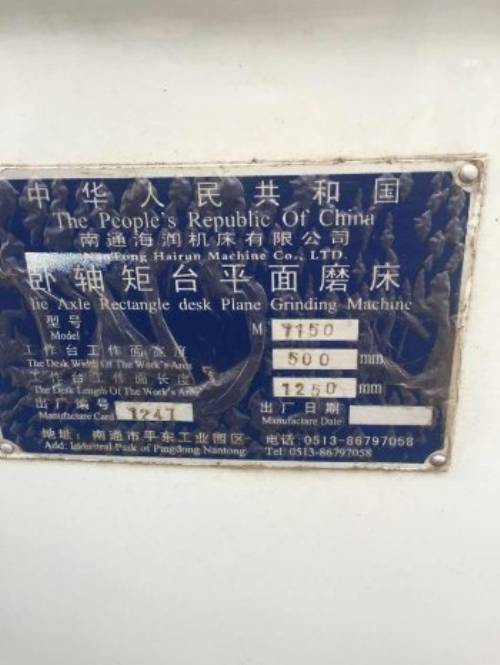 中华人民共和国
The People's Republic Of China
南通海润机床有限公司
NanTong Hairun Machine Co., LTD.
卧轴矩台平面磨床
lie Axle Rectangle desk Plane Grinding Machine
型号 M 7150
Model
工作台工作面宽度 500 mm
The Desk Width Of The Work's Area
工作台工作面长度 1250 mm
The Desk Length Of The Work's Area
出厂编号 1241 出厂日期
Manufacture Card Manufacture Date
地址: 南通市平东工业园区 电话 0513-86797058
Add: Industrial Park of Pingdong Nantong Tel: 0513-86797058